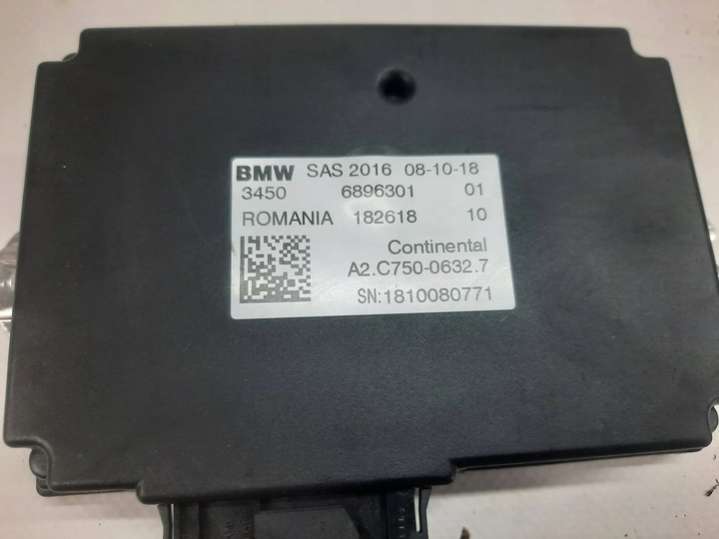 BMW SAS 2016 08-10-18
3450 6896301 01
ROMANIA 182618 10
Continental
A2.C750-0632.7
SN:1810080771